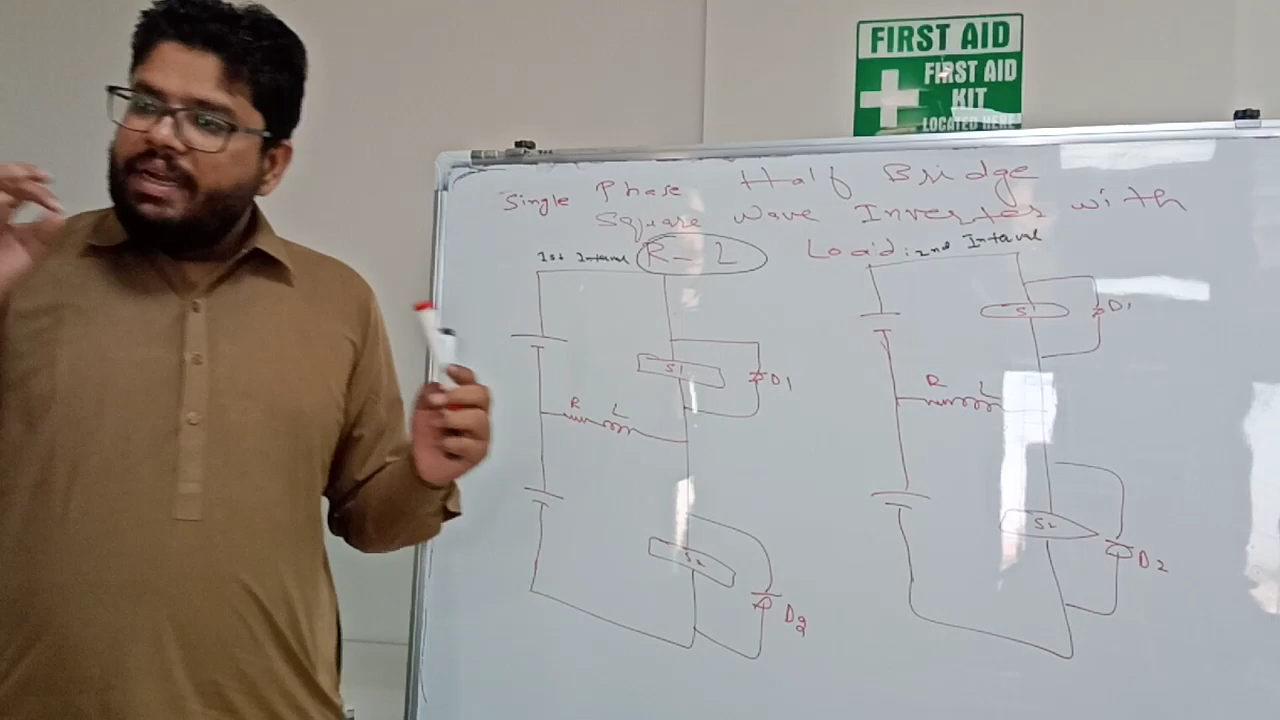 FIRST AID
FIRST AID
KIT
LOCATED HERE!
Single Phase Half Bridge
Square Wave Inverter with
R-L Load:
1st Interval
2nd Interval
S1
D1
R L
S2
D2
S1
D1
R L
S2
D2